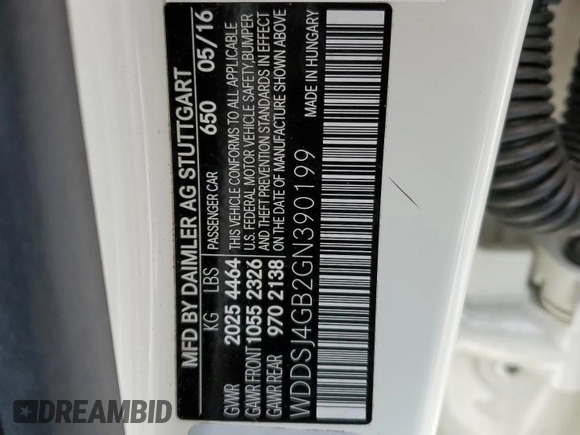 MFD BY DAIMLER AG STUTTGART
650 05/16
KG LBS PASSENGER CAR
GVWR 2025 4464 THIS VEHICLE CONFORMS TO ALL APPLICABLE
GAWR FRONT 1055 2326 U.S. FEDERAL MOTOR VEHICLE SAFETY,BUMPER
GAWR REAR 970 2138 AND THEFT PREVENTION STANDARDS IN EFFECT
ON THE DATE OF MANUFACTURE SHOWN ABOVE
WDDSJ4GB2GN390199
MADE IN HUNGARY
DREAMBID